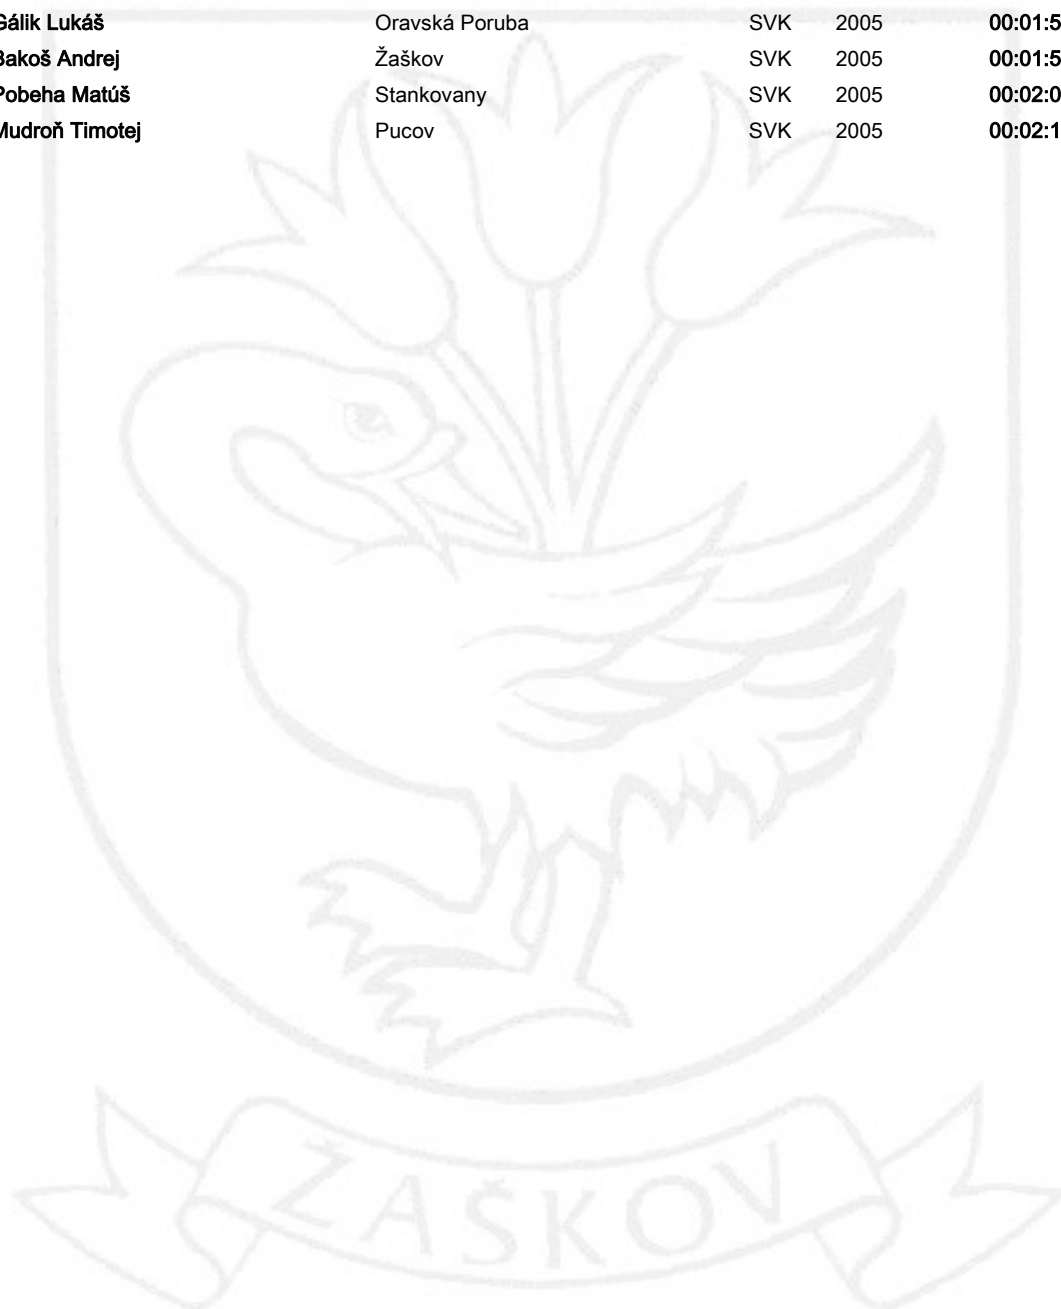 Gálik Lukáš Oravská Poruba SVK 2005 00:01:5
Bakoš Andrej Žaškov SVK 2005 00:01:5
Pobeha Matúš Stankovany SVK 2005 00:02:0
Mudroň Timotej Pucov SVK 2005 00:02:1
ŽAŠKOV